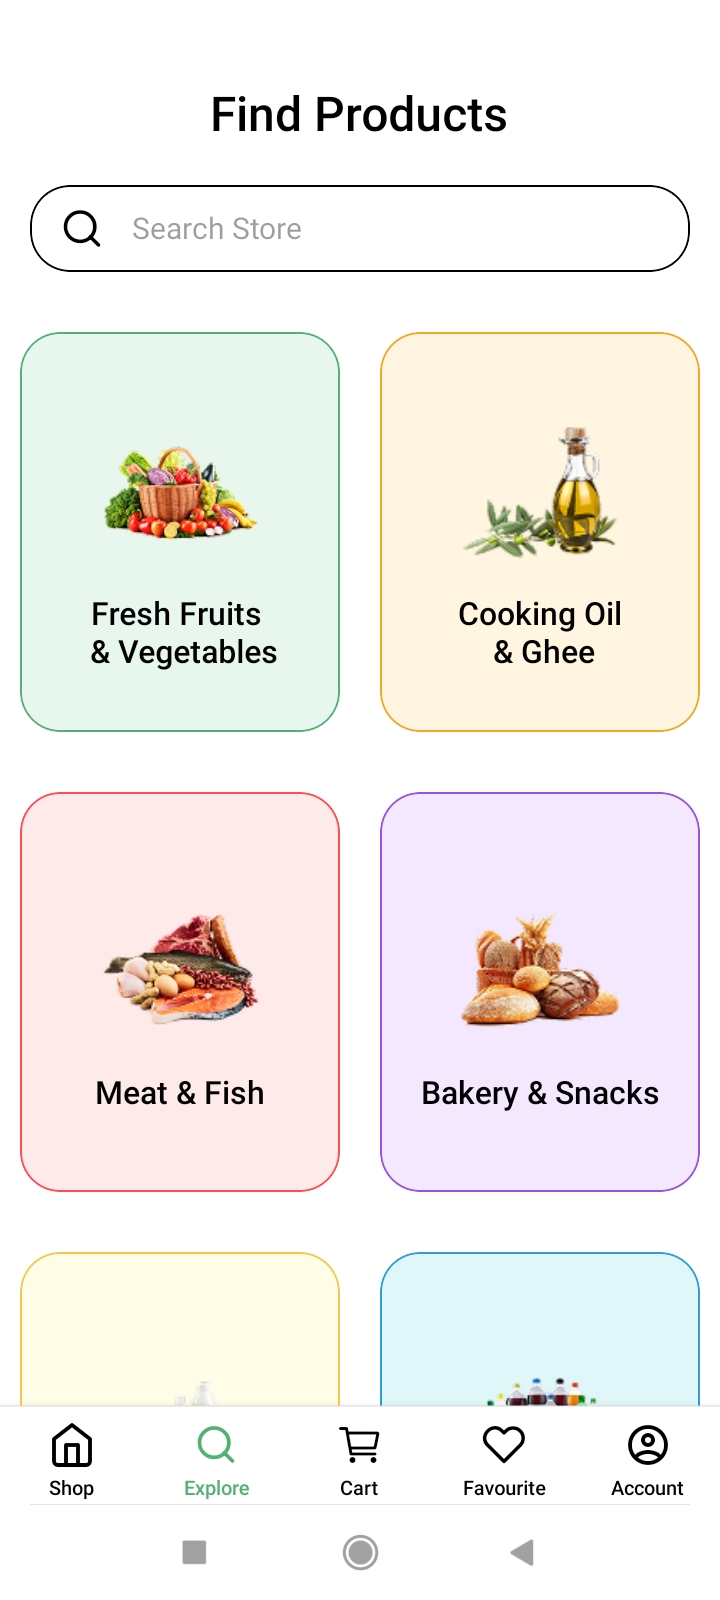 Find Products
Search Store
Fresh Fruits
& Vegetables
Cooking Oil
& Ghee
Meat & Fish
Bakery & Snacks
Shop
Explore
Cart
Favourite
Account